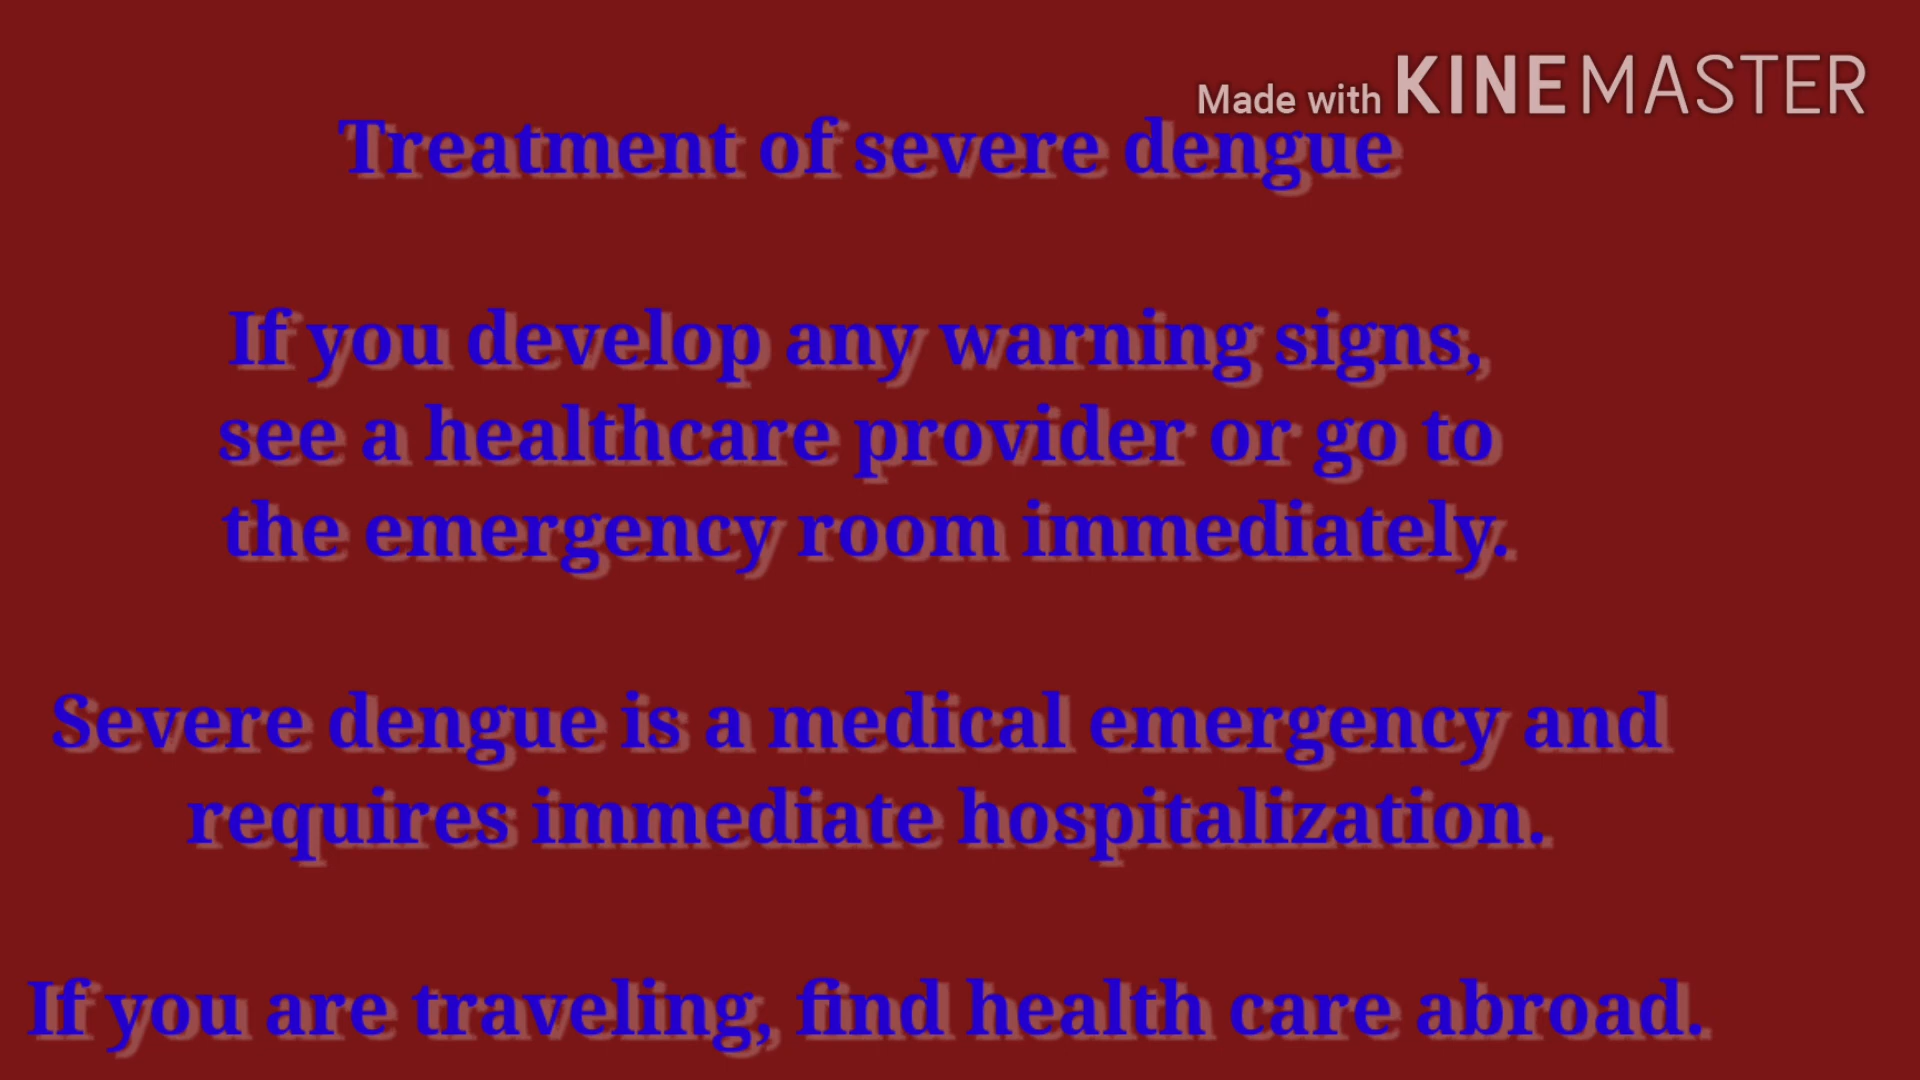 Made with KINEMASTER
Treatment of severe dengue
If you develop any warning signs,
see a healthcare provider or go to
the emergency room immediately.
Severe dengue is a medical emergency and
requires immediate hospitalization.
If you are traveling, find health care abroad.